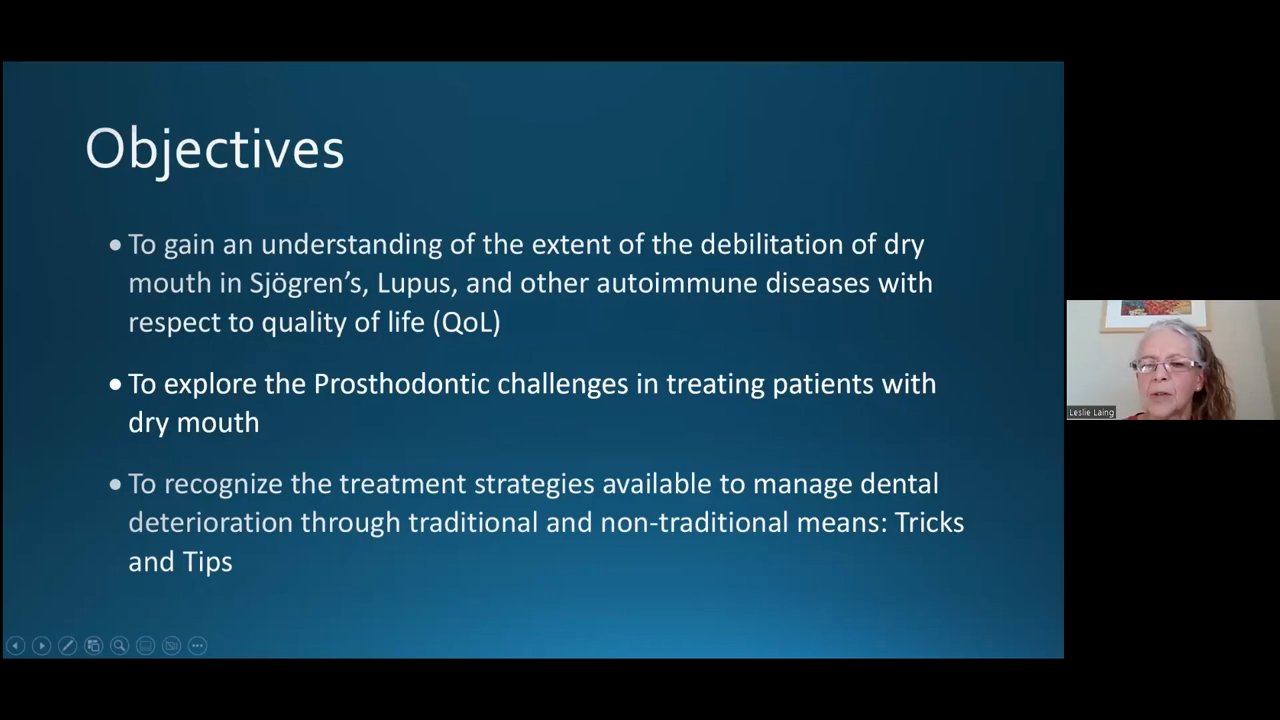 Objectives
• To gain an understanding of the extent of the debilitation of dry
mouth in Sjögren’s, Lupus, and other autoimmune diseases with
respect to quality of life (QoL)
• To explore the Prosthodontic challenges in treating patients with
dry mouth
• To recognize the treatment strategies available to manage dental
deterioration through traditional and non-traditional means: Tricks
and Tips
Leslie Laing